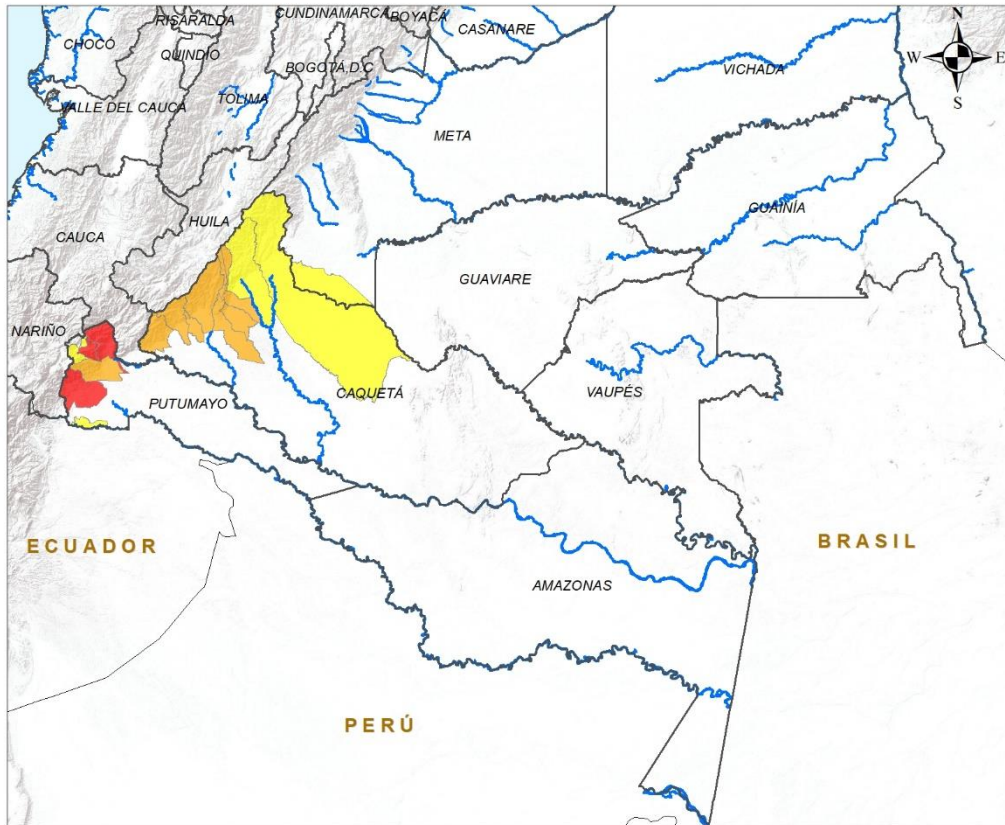 RISARALDA
CUNDINAMARCA
BOYACÁ
CASANARE
N
CHOCÓ
QUINDÍO
BOGOTÁ,D.C
VICHADA
W
E
S
VALLE DEL CAUCA
TOLIMA
META
HUILA
GUAINÍA
CAUCA
GUAVIARE
NARIÑO
CAQUETÁ
VAUPÉS
PUTUMAYO
ECUADOR
BRASIL
AMAZONAS
PERÚ